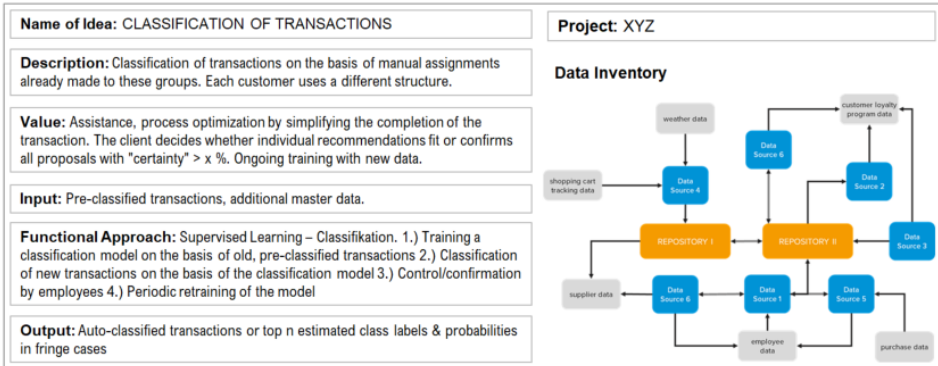 Name of Idea: CLASSIFICATION OF TRANSACTIONS
Description: Classification of transactions on the basis of manual assignments
already made to these groups. Each customer uses a different structure.
Value: Assistance, process optimization by simplifying the completion of the
transaction. The client decides whether individual recommendations fit or confirms
all proposals with "certainty" > x %. Ongoing training with new data.
Input: Pre-classified transactions, additional master data.
Functional Approach: Supervised Learning – Classifikation. 1.) Training a
classification model on the basis of old, pre-classified transactions 2.) Classification
of new transactions on the basis of the classification model 3.) Control/confirmation
by employees 4.) Periodic retraining of the model
Output: Auto-classified transactions or top n estimated class labels & probabilities
in fringe cases
Project: XYZ
Data Inventory
weather data
customer loyalty
program data
Data
Source 6
Data
Source 2
shopping cart
tracking data
Data
Source 4
REPOSITORY I
REPOSITORY II
Data
Source 3
supplier data
Data
Source 6
Data
Source 1
Data
Source 5
employee
data
purchase data